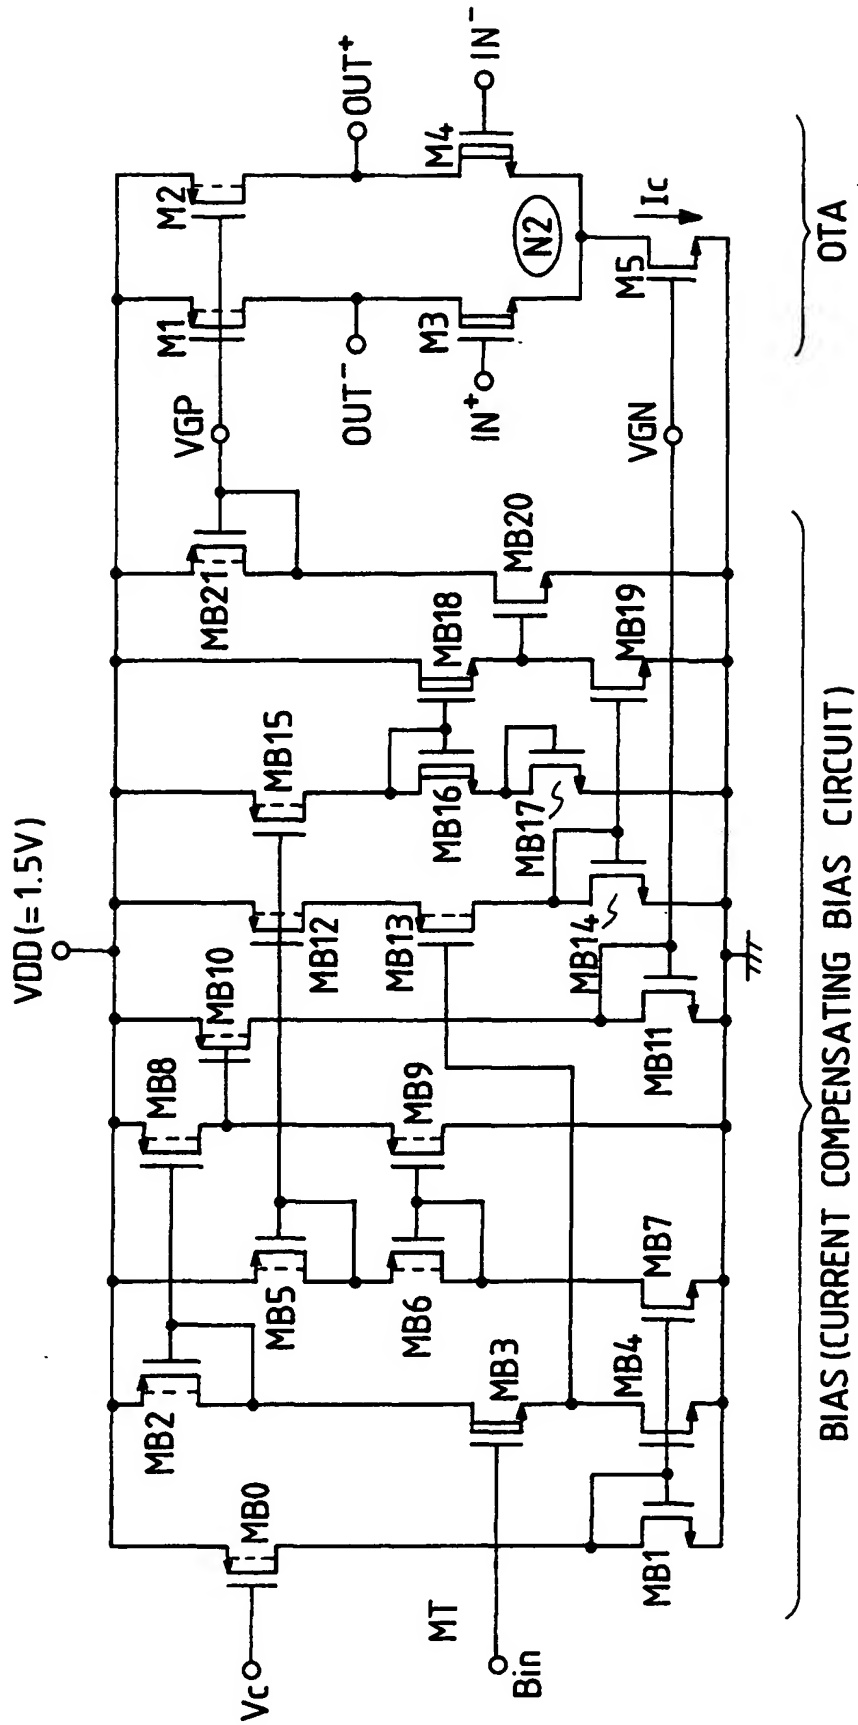 VDD (=1.5V)
Vc
MB0
MB2
MB8
MB10
MB5
MB12
MB15
MB21
VGP
M1
M2
OUT+
OUT-
MT
Bin
MB3
MB6
MB9
MB13
MB16
MB18
MB20
IN+
M3
M4
IN-
N2
MB1
MB4
MB7
MB11
MB14
MB17
MB19
VGN
M5
Ic
BIAS (CURRENT COMPENSATING BIAS CIRCUIT)
OTA